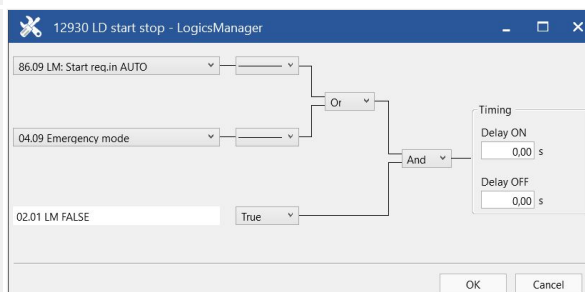 12930 LD start stop - LogicsManager
86.09 LM: Start req.in AUTO
Or
Timing
Delay ON
0,00 s
04.09 Emergency mode
And
Delay OFF
0,00 s
02.01 LM FALSE
True
OK Cancel